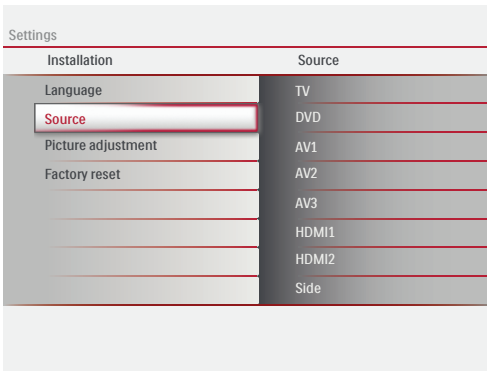 Settings
Installation
Source
Language
Source
Picture adjustment
Factory reset
TV
DVD
AV1
AV2
AV3
HDMI1
HDMI2
Side